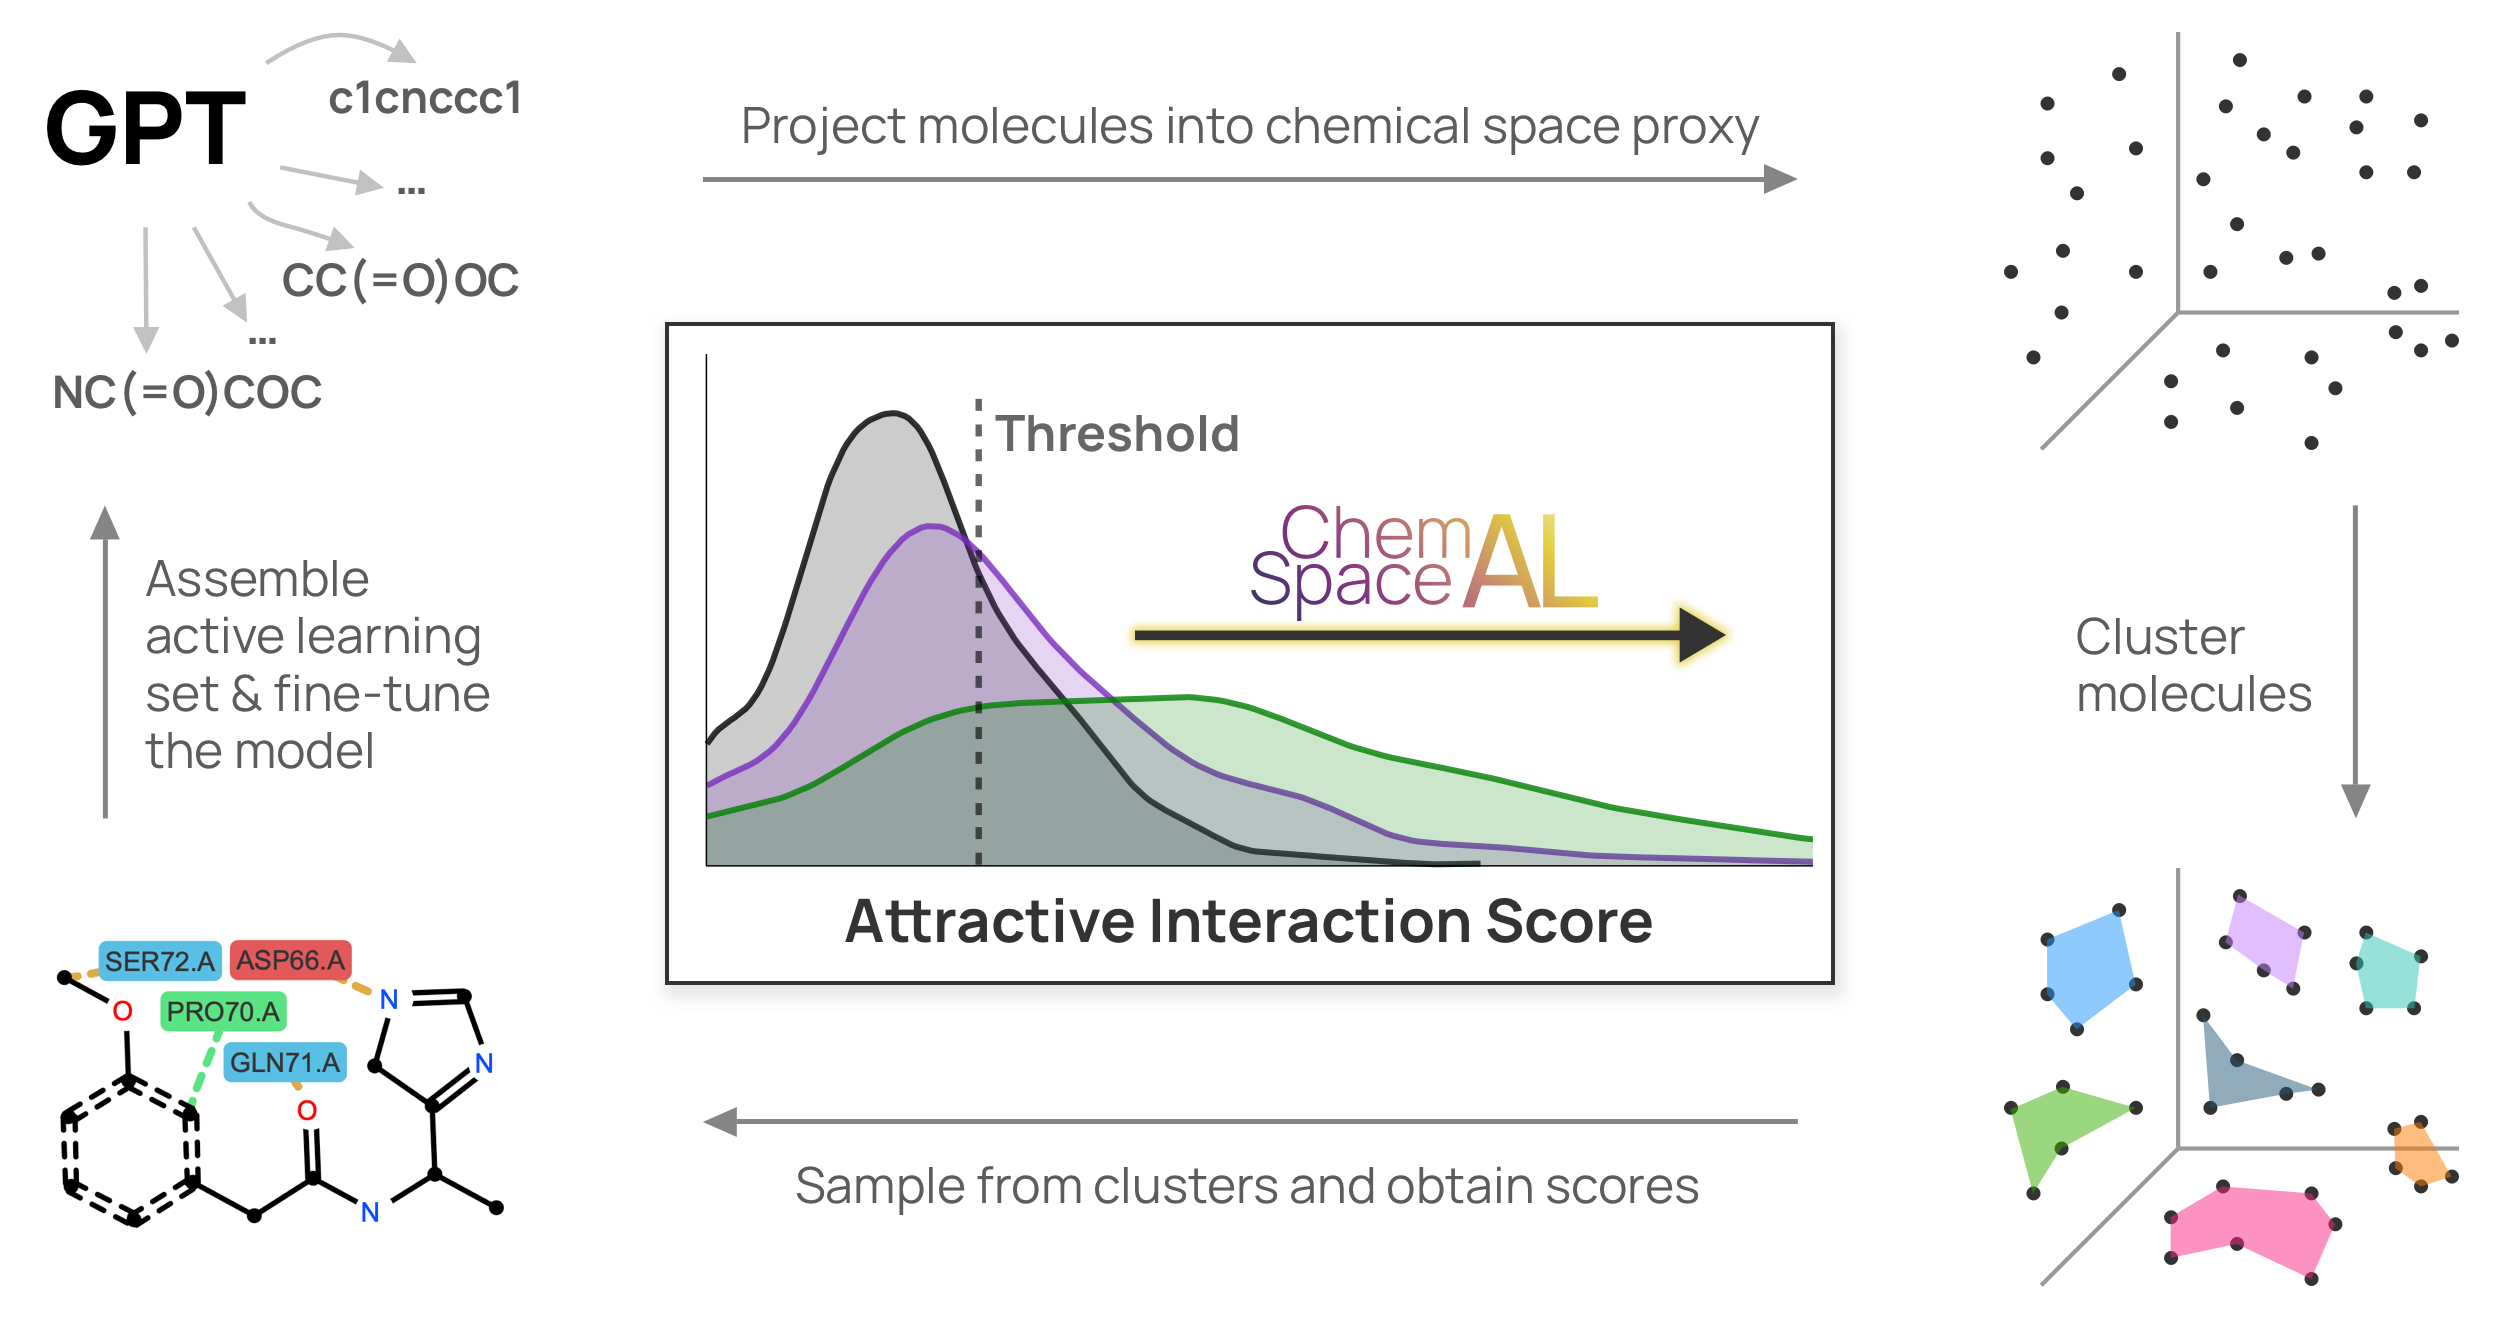 GPT
c1cnccc1
...
CC(=O)OC
...
NC(=O)COC
Project molecules into chemical space proxy
Threshold
Chem
Space AL
Attractive Interaction Score
Assemble
active learning
set & fine-tune
the model
Cluster
molecules
SER72.A
ASP66.A
PRO70.A
GLN71.A
O
N
N
O
N
Sample from clusters and obtain scores